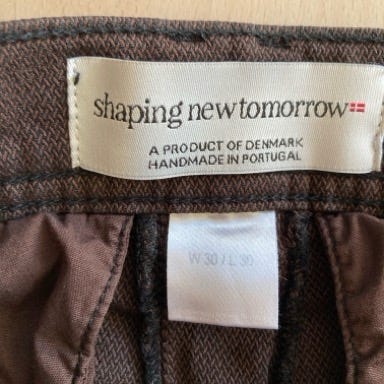 shaping newtomorrow
A PRODUCT OF DENMARK
HANDMADE IN PORTUGAL
W 30 / L 30